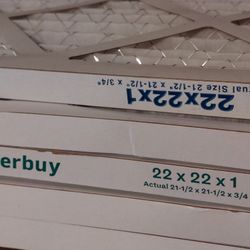 22x22x1
ual Size 21-1/2" x 21-1/2" x 3/4"
erbuy
22 x 22 x 1
Actual 21-1/2 x 21-1/2 x 3/4